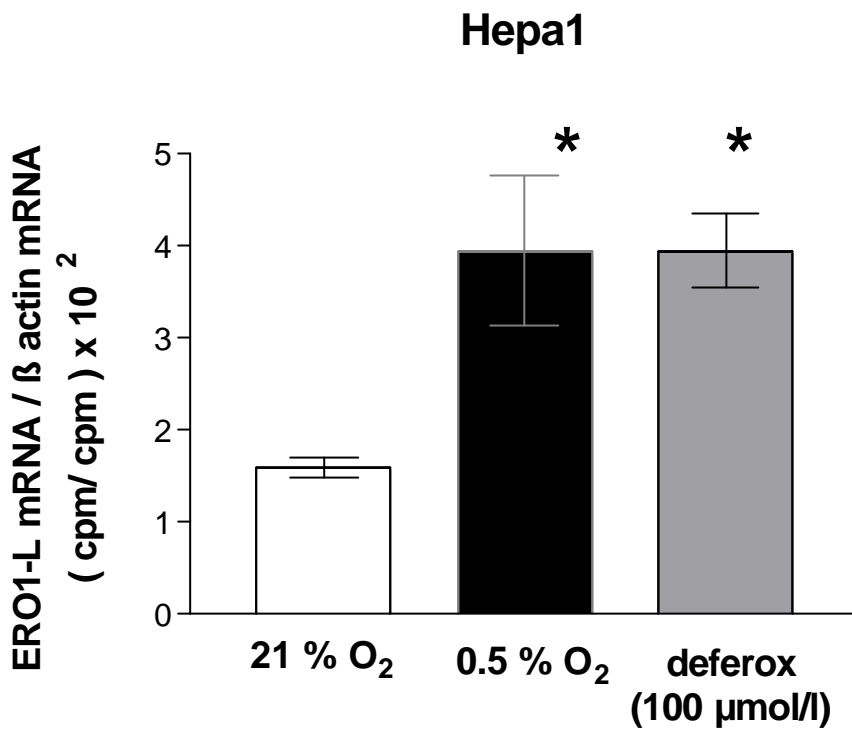 Hepa1
ERO1-L mRNA / ß actin mRNA
( cpm/ cpm ) x 10 ²
5
4
3
2
1
0
* *
21 % O₂
0.5 % O₂
deferox
(100 µmol/l)